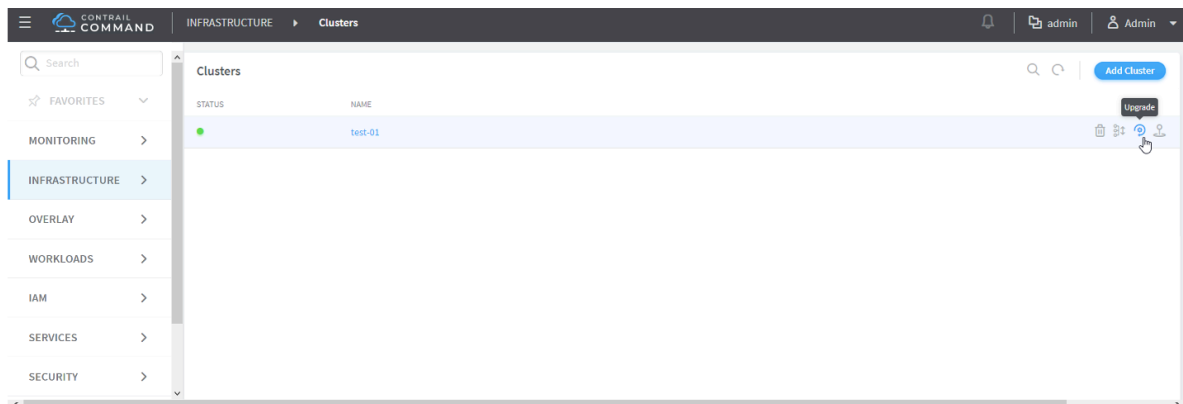 CONTRAIL
COMMAND
INFRASTRUCTURE
Clusters
admin
Admin
Search
FAVORITES
MONITORING
INFRASTRUCTURE
OVERLAY
WORKLOADS
IAM
SERVICES
SECURITY
Clusters
Add Cluster
STATUS NAME
Upgrade
test-01